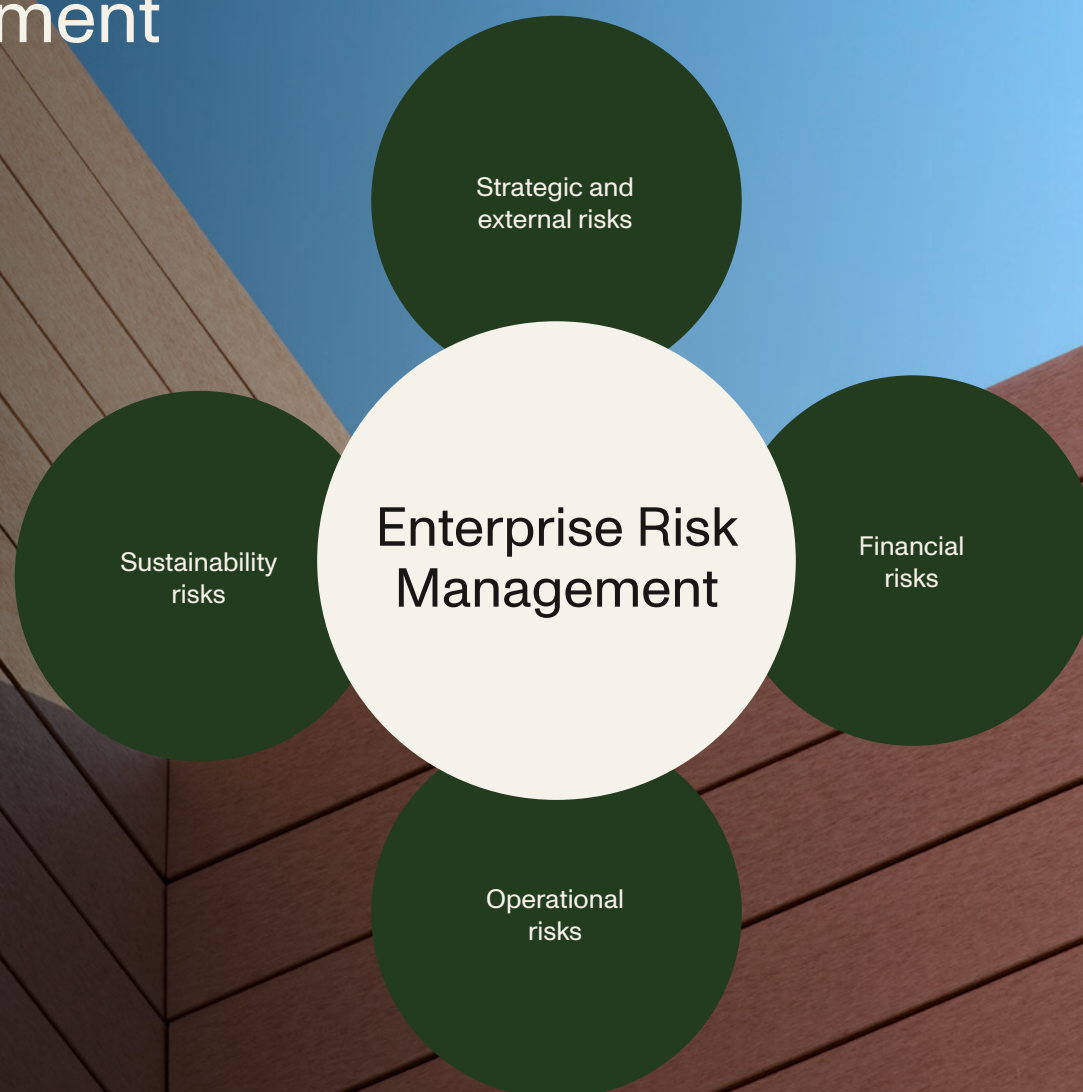 ment
Strategic and
external risks
Enterprise Risk
Management
Sustainability
risks
Financial
risks
Operational
risks